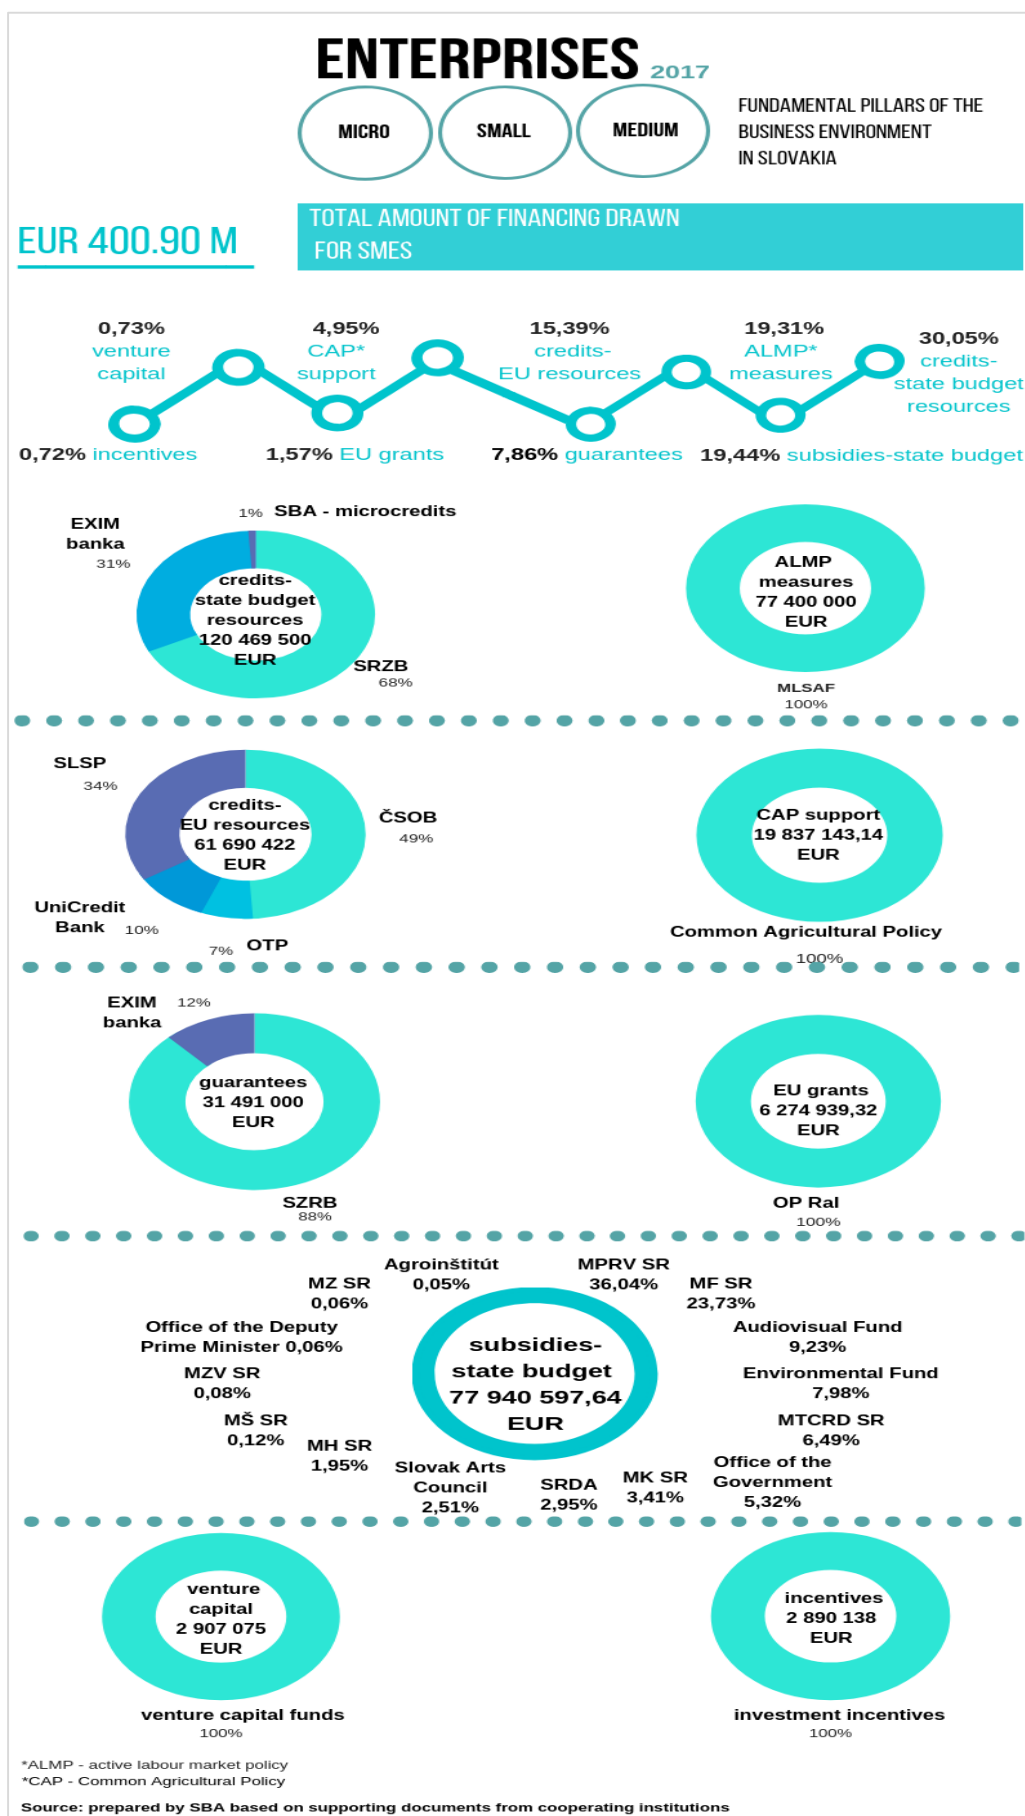 ENTERPRISES 2017
MICRO
SMALL
MEDIUM
FUNDAMENTAL PILLARS OF THE
BUSINESS ENVIRONMENT
IN SLOVAKIA
EUR 400.90 M
TOTAL AMOUNT OF FINANCING DRAWN
FOR SMES
0,73%
venture
capital
4,95%
CAP*
support
15,39%
credits-
EU resources
19,31%
ALMP*
measures
30,05%
credits-
state budget
resources
0,72% incentives
1,57% EU grants
7,86% guarantees
19,44% subsidies-state budget
1% SBA - microcredits
EXIM
banka
31%
credits-
state budget
resources
120 469 500
EUR
SRZB
68%
ALMP
measures
77 400 000
EUR
MLSAF
100%
SLSP
34%
credits-
EU resources
61 690 422
EUR
ČSOB
49%
UniCredit
Bank 10%
7% OTP
CAP support
19 837 143,14
EUR
Common Agricultural Policy
100%
EXIM
banka
12%
guarantees
31 491 000
EUR
SZRB
88%
EU grants
6 274 939,32
EUR
OP RaI
100%
Agroinštitút
0,05%
MPRV SR
36,04%
MZ SR
0,06%
MF SR
23,73%
Office of the Deputy
Prime Minister 0,06%
Audiovisual Fund
9,23%
MZV SR
0,08%
Environmental Fund
7,98%
subsidies-
state budget
77 940 597,64
EUR
MŠ SR
0,12%
MTCRD SR
6,49%
MH SR
1,95%
Slovak Arts
Council
2,51%
SRDA
2,95%
MK SR
3,41%
Office of the
Government
5,32%
venture
capital
2 907 075
EUR
venture capital funds
100%
incentives
2 890 138
EUR
investment incentives
100%
*ALMP - active labour market policy
*CAP - Common Agricultural Policy
Source: prepared by SBA based on supporting documents from cooperating institutions